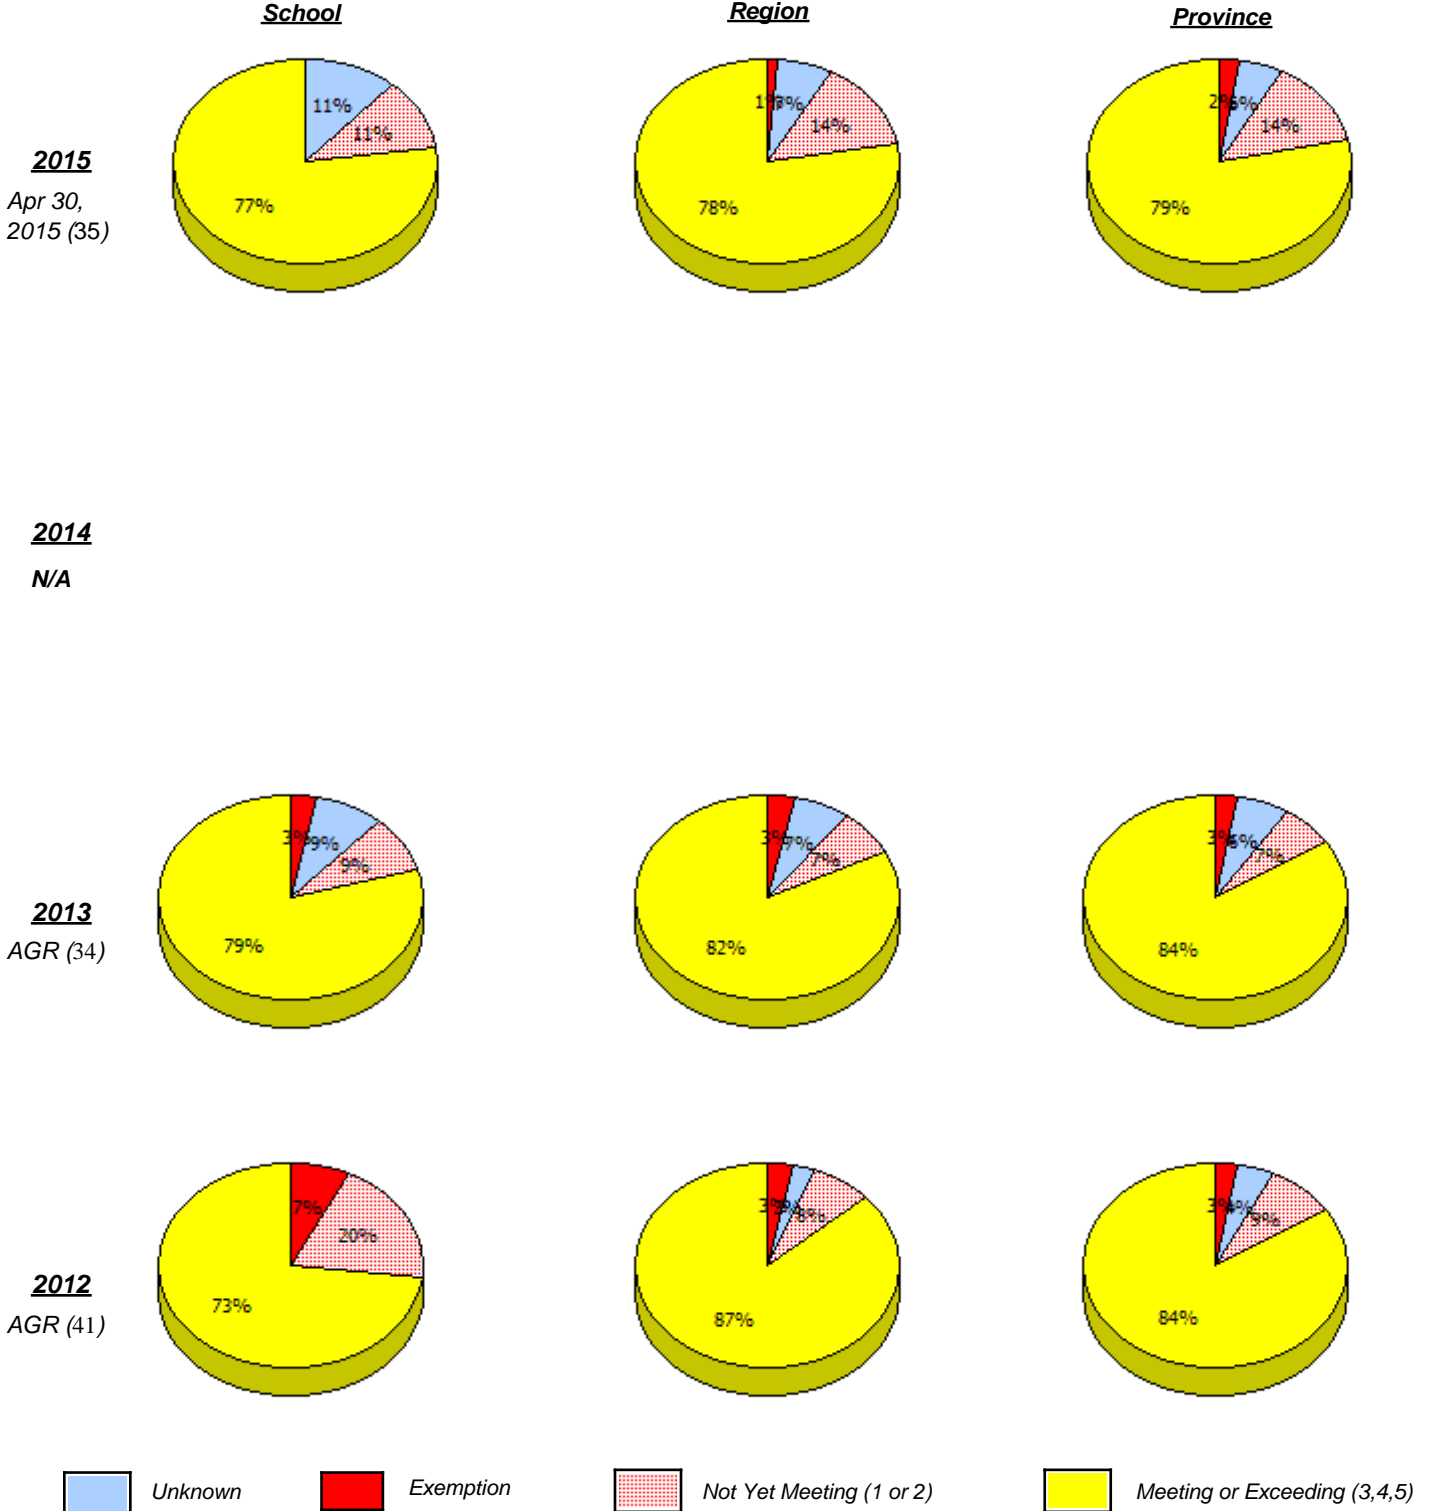 School Region Province
11% 11% 77%
14% 78%
14% 79%
2015
Apr 30,
2015 (35)
2014
N/A
3% 9% 9% 79%
3% 7% 7% 82%
7% 84%
2013
AGR (34)
7% 20% 73%
87%
9% 84%
2012
AGR (41)
Unknown Exemption Not Yet Meeting (1 or 2) Meeting or Exceeding (3,4,5)